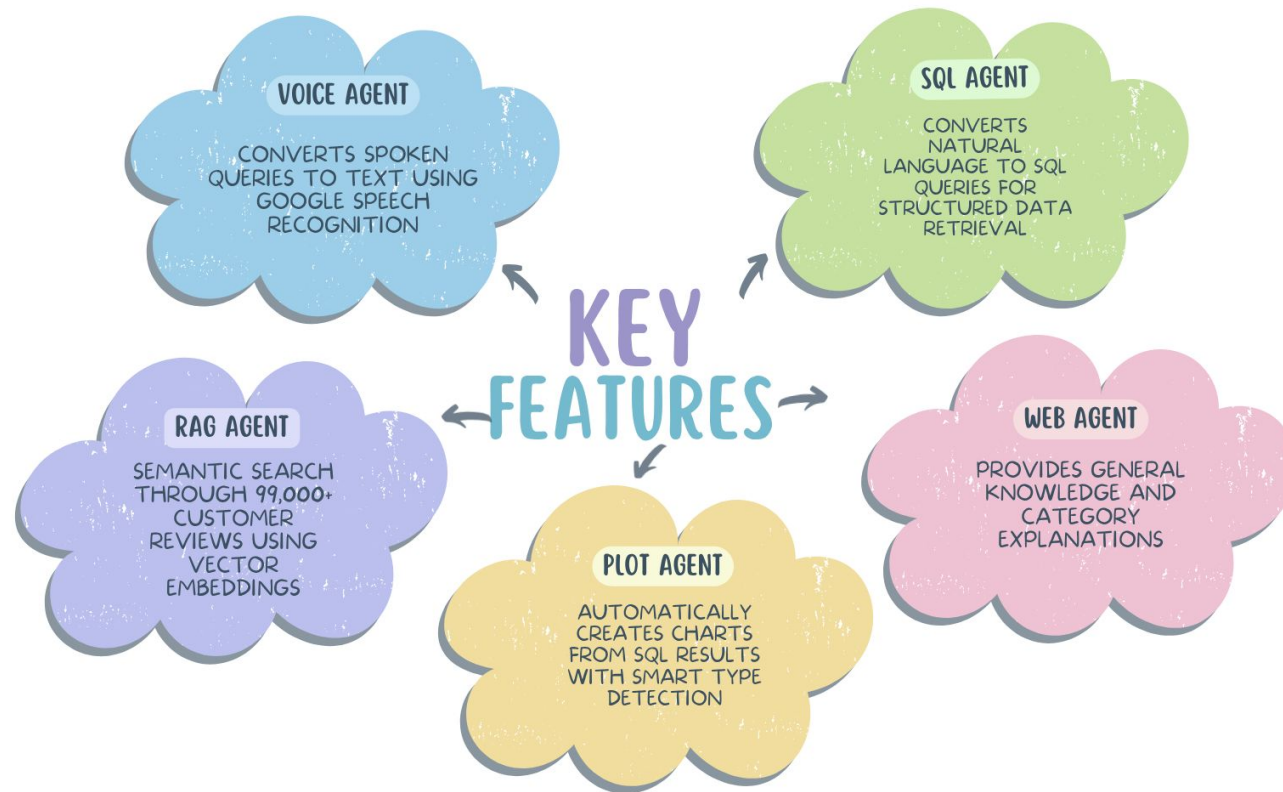 VOICE AGENT
CONVERTS SPOKEN
QUERIES TO TEXT USING
GOOGLE SPEECH
RECOGNITION
SQL AGENT
CONVERTS
NATURAL
LANGUAGE TO SQL
QUERIES FOR
STRUCTURED DATA
RETRIEVAL
KEY
FEATURES
RAG AGENT
SEMANTIC SEARCH
THROUGH 99,000+
CUSTOMER
REVIEWS USING
VECTOR
EMBEDDINGS
WEB AGENT
PROVIDES GENERAL
KNOWLEDGE AND
CATEGORY
EXPLANATIONS
PLOT AGENT
AUTOMATICALLY
CREATES CHARTS
FROM SQL RESULTS
WITH SMART TYPE
DETECTION